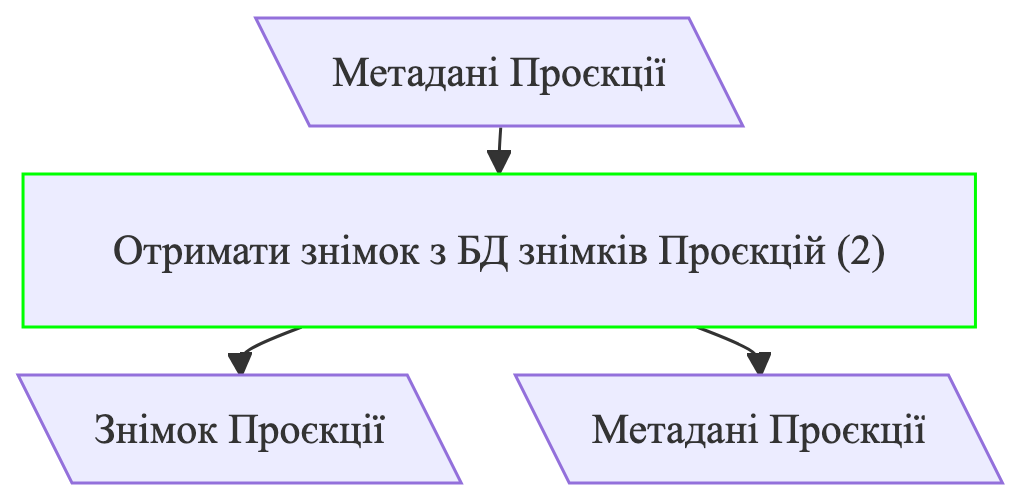 Метадані Проєкції
Отримати знімок з БД знімків Проєкцій (2)
Знімок Проєкції
Метадані Проєкції